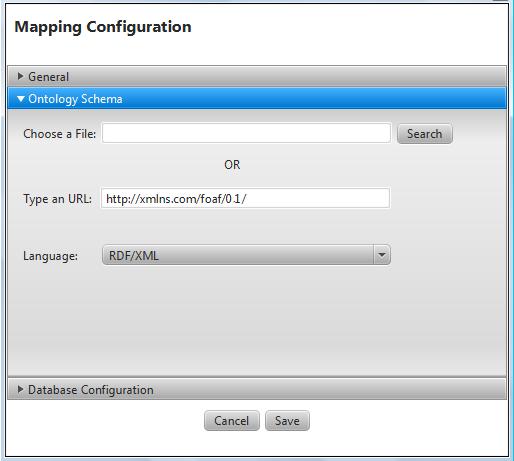 Mapping Configuration
General
Ontology Schema
Choose a File: Search
OR
Type an URL: http://xmlns.com/foaf/0.1/
Language: RDF/XML
Database Configuration
Cancel Save